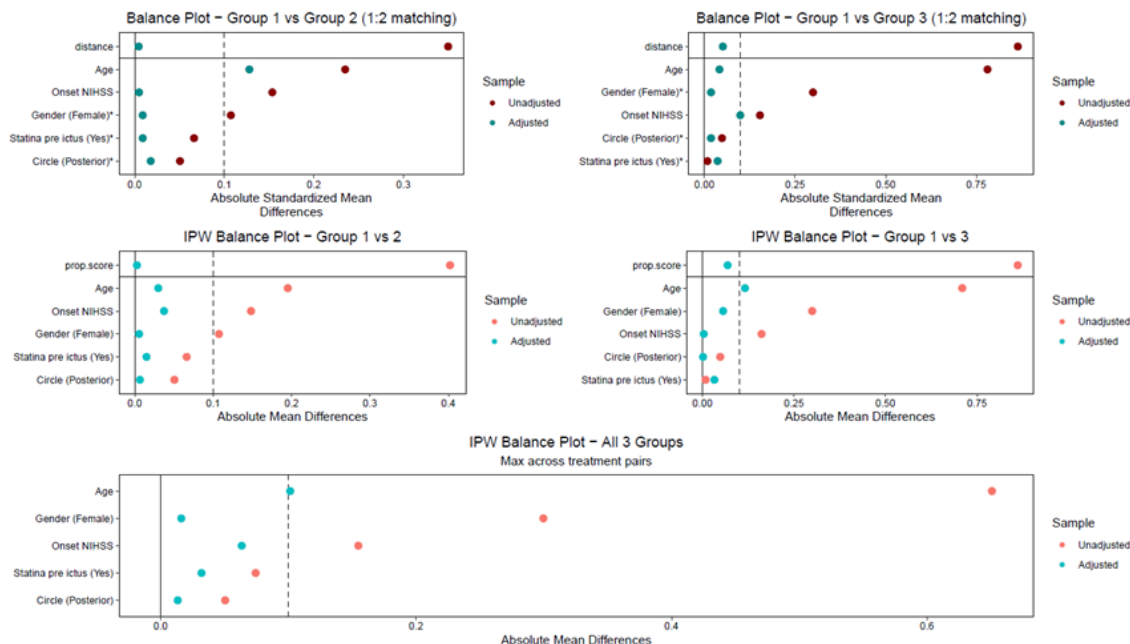 Balance Plot − Group 1 vs Group 2 (1:2 matching)
distance
Age
Onset NIHSS
Gender (Female)*
Statina pre ictus (Yes)*
Circle (Posterior)*
0.0 0.1 0.2 0.3
Absolute Standardized Mean
Differences
Sample
Unadjusted
Adjusted
Balance Plot − Group 1 vs Group 3 (1:2 matching)
distance
Age
Gender (Female)*
Onset NIHSS
Circle (Posterior)*
Statina pre ictus (Yes)*
0.00 0.25 0.50 0.75
Absolute Standardized Mean
Differences
Sample
Unadjusted
Adjusted
IPW Balance Plot − Group 1 vs 2
prop.score
Age
Onset NIHSS
Gender (Female)
Statina pre ictus (Yes)
Circle (Posterior)
0.0 0.1 0.2 0.3 0.4
Absolute Mean Differences
Sample
Unadjusted
Adjusted
IPW Balance Plot − Group 1 vs 3
prop.score
Age
Gender (Female)
Onset NIHSS
Circle (Posterior)
Statina pre ictus (Yes)
0.00 0.25 0.50 0.75
Absolute Mean Differences
Sample
Unadjusted
Adjusted
IPW Balance Plot − All 3 Groups
Max across treatment pairs
Age
Gender (Female)
Onset NIHSS
Statina pre ictus (Yes)
Circle (Posterior)
0.0 0.2 0.4 0.6
Absolute Mean Differences
Sample
Unadjusted
Adjusted